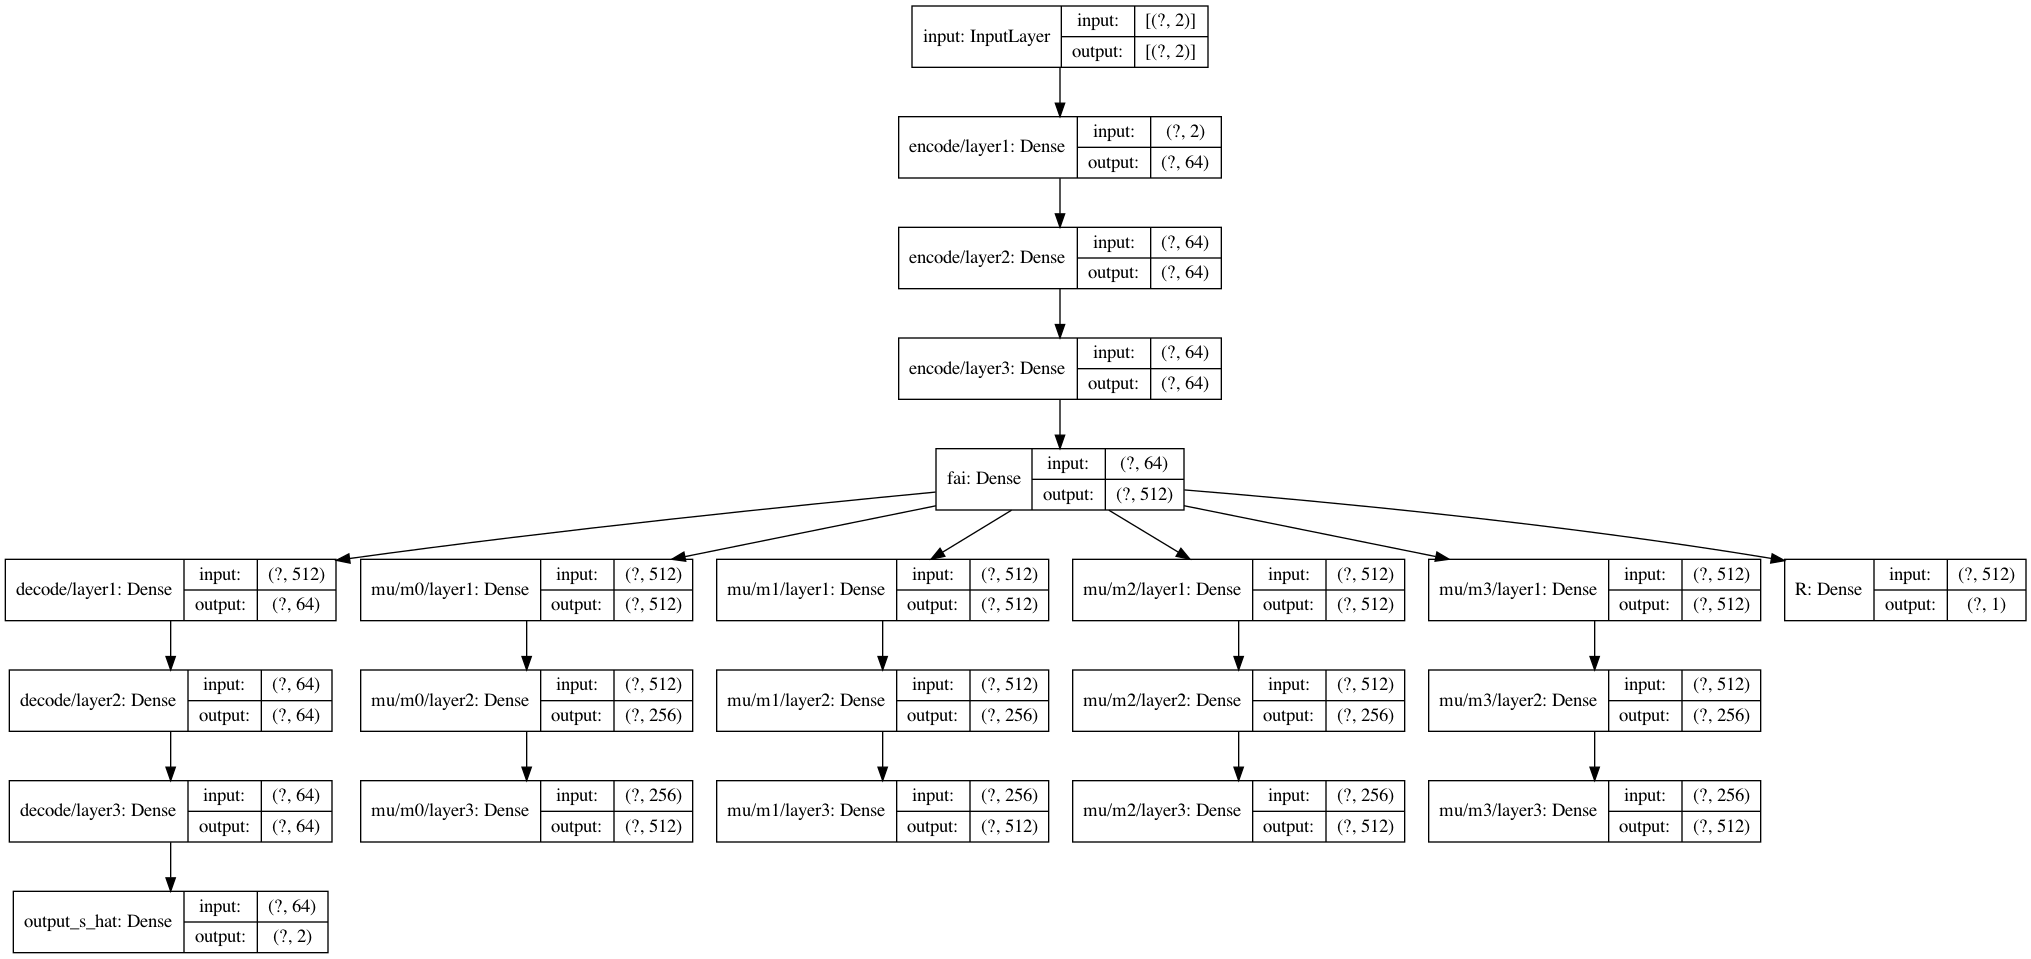 input: InputLayer
input: [(?, 2)]
output: [(?, 2)]
encode/layer1: Dense
input: (?, 2)
output: (?, 64)
encode/layer2: Dense
input: (?, 64)
output: (?, 64)
encode/layer3: Dense
input: (?, 64)
output: (?, 64)
fai: Dense
input: (?, 64)
output: (?, 512)
decode/layer1: Dense
input: (?, 512)
output: (?, 64)
mu/m0/layer1: Dense
input: (?, 512)
output: (?, 512)
mu/m1/layer1: Dense
input: (?, 512)
output: (?, 512)
mu/m2/layer1: Dense
input: (?, 512)
output: (?, 512)
mu/m3/layer1: Dense
input: (?, 512)
output: (?, 512)
R: Dense
input: (?, 512)
output: (?, 1)
decode/layer2: Dense
input: (?, 64)
output: (?, 64)
mu/m0/layer2: Dense
input: (?, 512)
output: (?, 256)
mu/m1/layer2: Dense
input: (?, 512)
output: (?, 256)
mu/m2/layer2: Dense
input: (?, 512)
output: (?, 256)
mu/m3/layer2: Dense
input: (?, 512)
output: (?, 256)
decode/layer3: Dense
input: (?, 64)
output: (?, 64)
mu/m0/layer3: Dense
input: (?, 256)
output: (?, 512)
mu/m1/layer3: Dense
input: (?, 256)
output: (?, 512)
mu/m2/layer3: Dense
input: (?, 256)
output: (?, 512)
mu/m3/layer3: Dense
input: (?, 256)
output: (?, 512)
output_s_hat: Dense
input: (?, 64)
output: (?, 2)